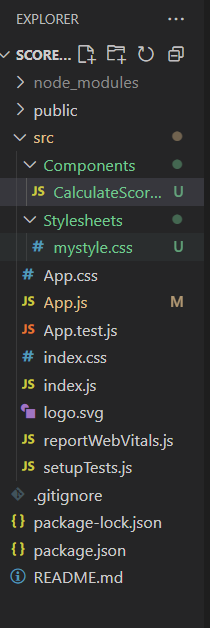 EXPLORER
SCORE...
node_modules
public
src
Components
JS CalculateScor... U
Stylesheets
# mystyle.css U
# App.css
JS App.js M
JS App.test.js
# index.css
JS index.js
logo.svg
JS reportWebVitals.js
JS setupTests.js
.gitignore
{} package-lock.json
{} package.json
README.md